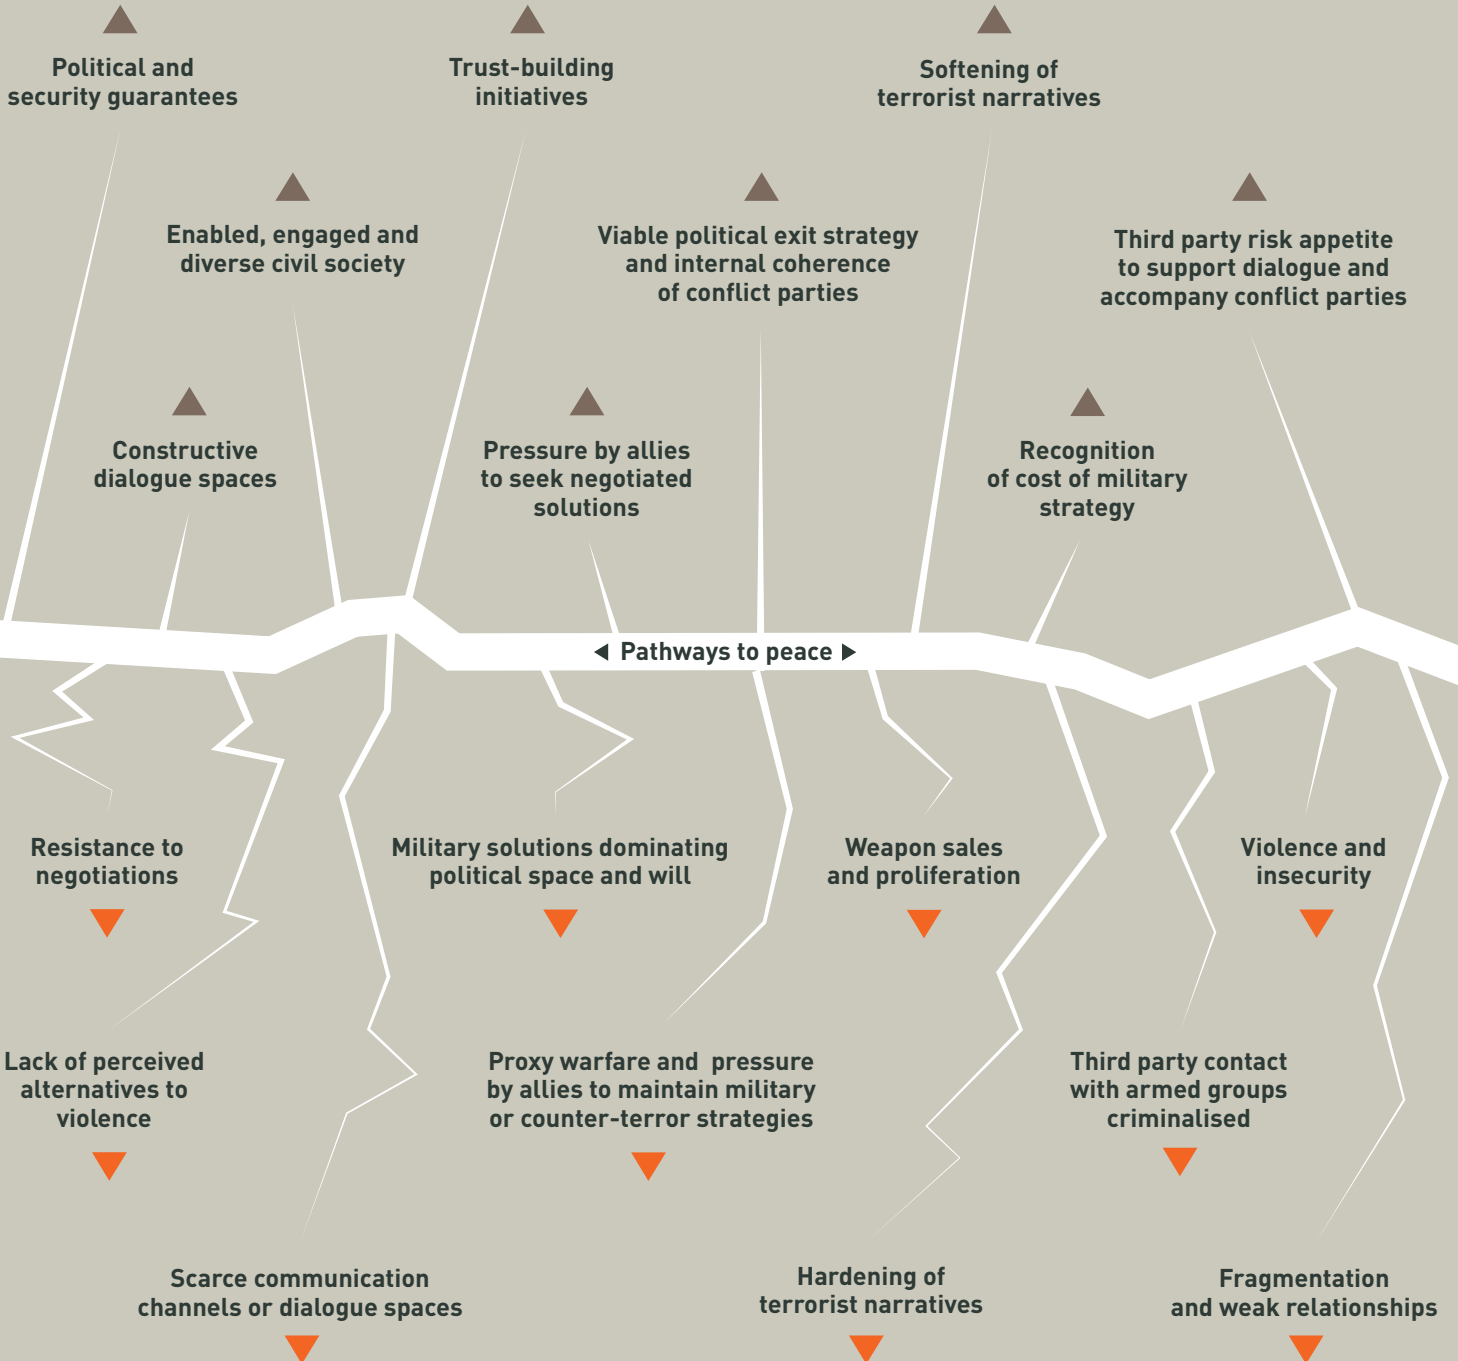 Political and
security guarantees
Trust-building
initiatives
Softening of
terrorist narratives
Enabled, engaged and
diverse civil society
Viable political exit strategy
and internal coherence
of conflict parties
Third party risk appetite
to support dialogue and
accompany conflict parties
Constructive
dialogue spaces
Pressure by allies
to seek negotiated
solutions
Recognition
of cost of military
strategy
Pathways to peace
Resistance to
negotiations
Military solutions dominating
political space and will
Weapon sales
and proliferation
Violence and
insecurity
Lack of perceived
alternatives to
violence
Proxy warfare and pressure
by allies to maintain military
or counter-terror strategies
Third party contact
with armed groups
criminalised
Scarce communication
channels or dialogue spaces
Hardening of
terrorist narratives
Fragmentation
and weak relationships